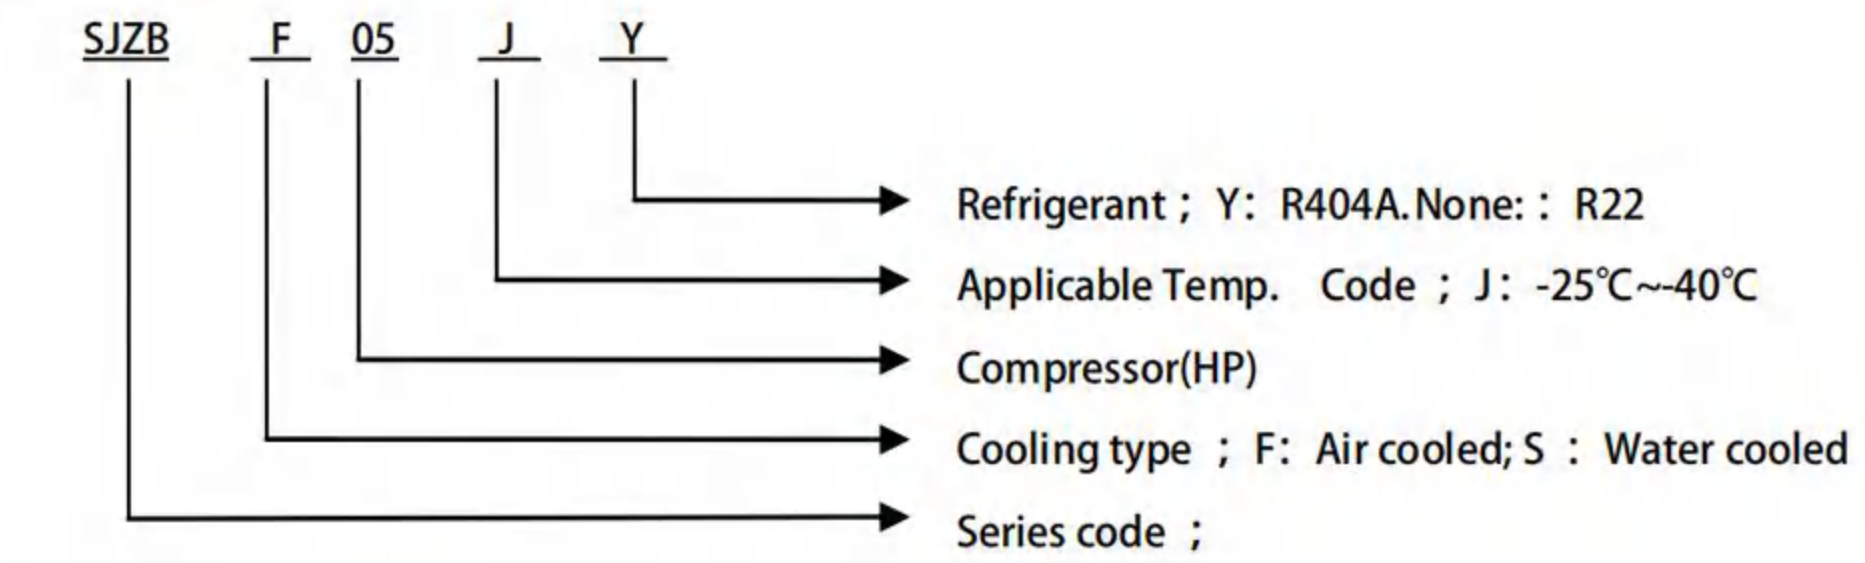 SJZB F 05 J Y
Refrigerant ; Y: R404A.None: : R22
Applicable Temp. Code ; J: -25℃~-40℃
Compressor(HP)
Cooling type ; F: Air cooled; S : Water cooled
Series code ;